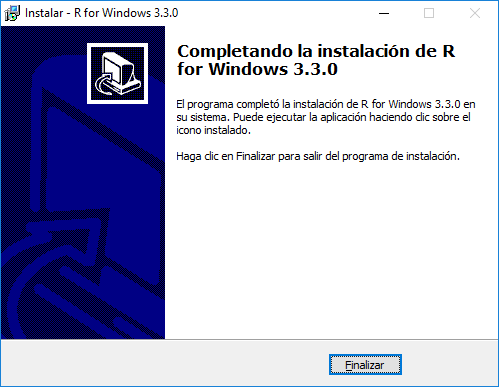 Instalar - R for Windows 3.3.0
Completando la instalación de R
for Windows 3.3.0
El programa completó la instalación de R for Windows 3.3.0 en
su sistema. Puede ejecutar la aplicación haciendo clic sobre el
icono instalado.
Haga clic en Finalizar para salir del programa de instalación.
Finalizar